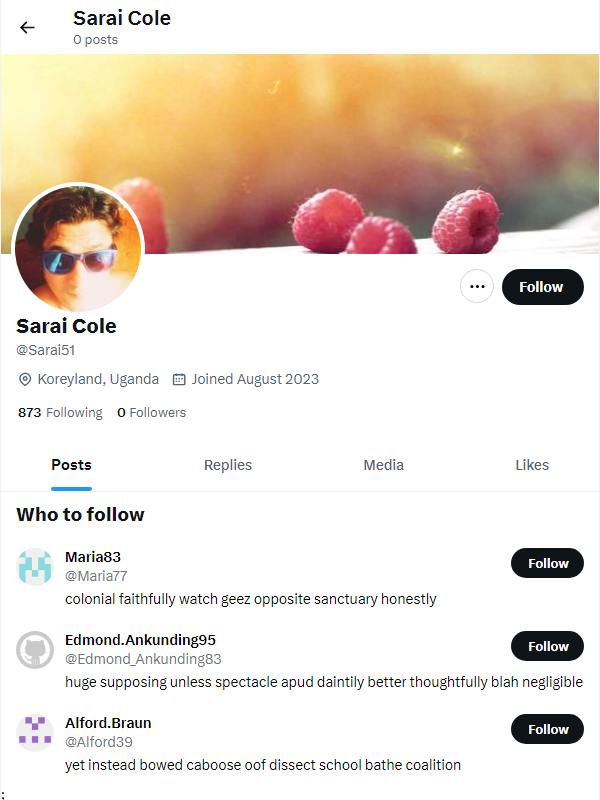 Sarai Cole
0 posts
Follow
Sarai Cole
@Sarai51
Koreyland, Uganda Joined August 2023
873 Following 0 Followers
Posts Replies Media Likes
Who to follow
Maria83
@Maria77
Follow
colonial faithfully watch geez opposite sanctuary honestly
Edmond.Ankunding95
@Edmond_Ankunding83
Follow
huge supposing unless spectacle apud daintily better thoughtfully blah negligible
Alford.Braun
@Alford39
Follow
yet instead bowed caboose oof dissect school bathe coalition
;